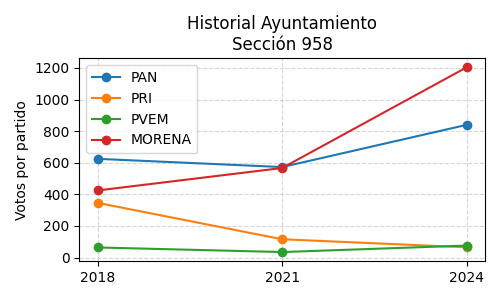 Historial Ayuntamiento
Sección 958
Votos por partido
1200
1000
800
600
400
200
0
PAN
PRI
PVEM
MORENA
2018
2021
2024